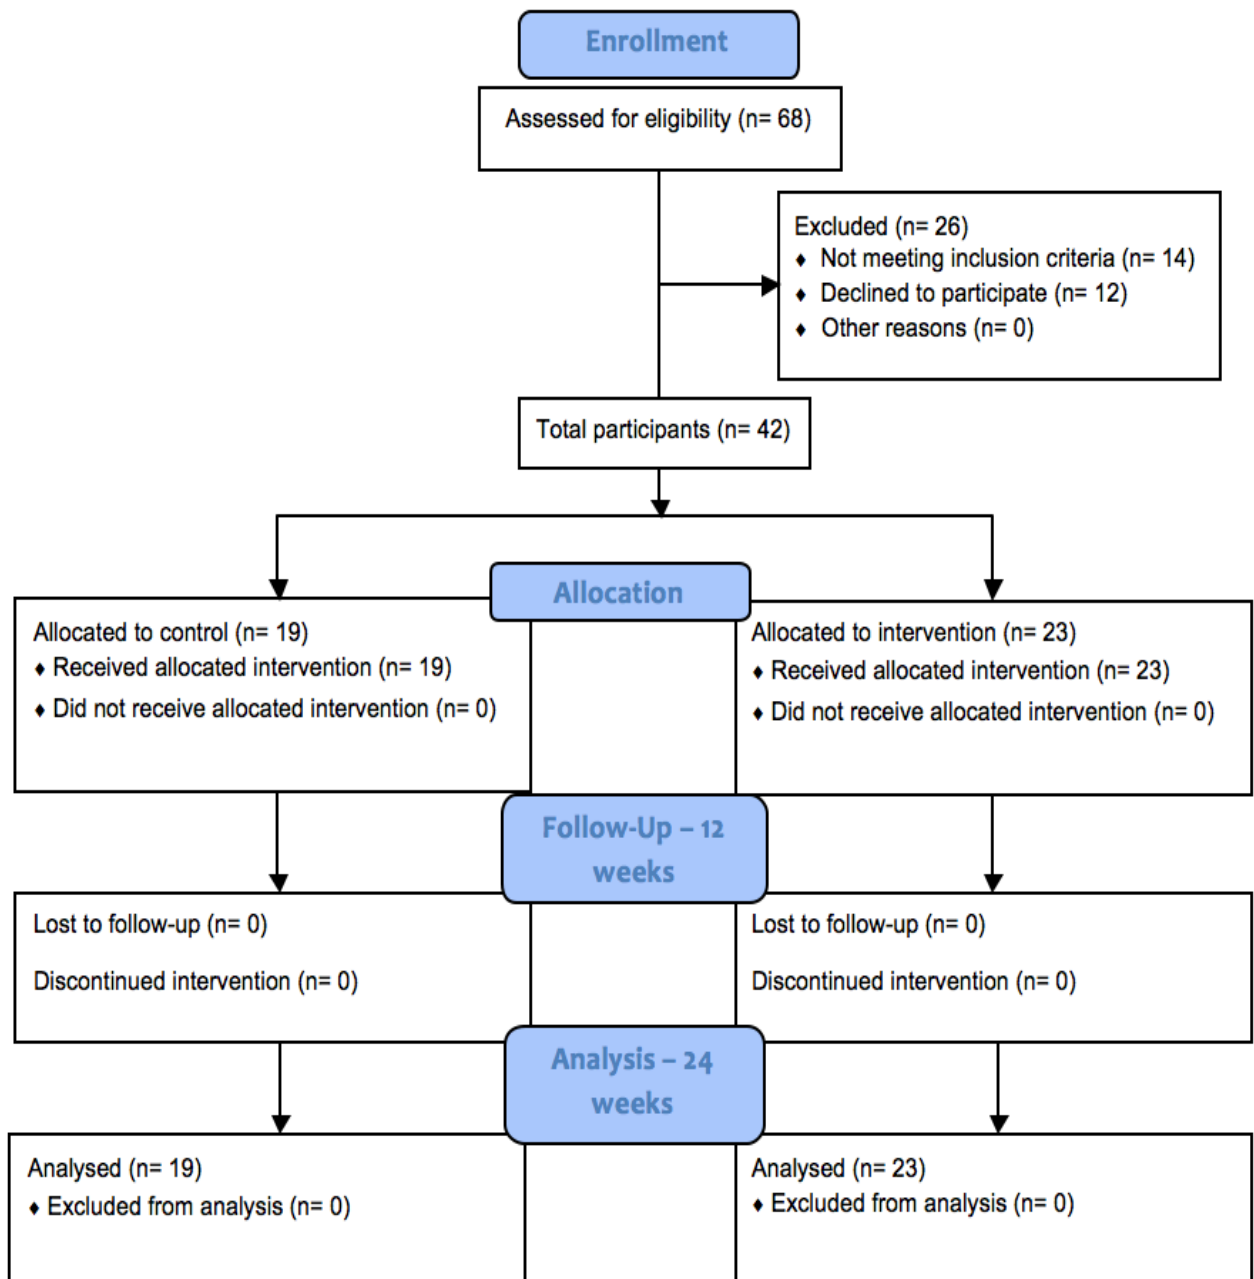 Enrollment
Assessed for eligibility (n= 68)
Excluded (n= 26)
♦ Not meeting inclusion criteria (n= 14)
♦ Declined to participate (n= 12)
♦ Other reasons (n= 0)
Total participants (n= 42)
Allocation
Allocated to control (n= 19)
♦ Received allocated intervention (n= 19)
♦ Did not receive allocated intervention (n= 0)
Allocated to intervention (n= 23)
♦ Received allocated intervention (n= 23)
♦ Did not receive allocated intervention (n= 0)
Follow-Up – 12
weeks
Lost to follow-up (n= 0)
Discontinued intervention (n= 0)
Lost to follow-up (n= 0)
Discontinued intervention (n= 0)
Analysis – 24
weeks
Analysed (n= 19)
♦ Excluded from analysis (n= 0)
Analysed (n= 23)
♦ Excluded from analysis (n= 0)